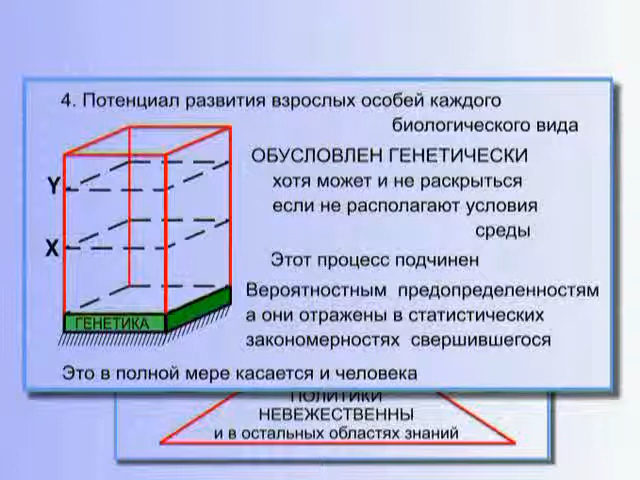 4. Потенциал развития взрослых особей каждого
биологического вида
ОБУСЛОВЛЕН ГЕНЕТИЧЕСКИ
хотя может и не раскрыться
если не располагают условия
среды
Этот процесс подчинен
Вероятностным предопределенностям
а они отражены в статистических
закономерностях свершившегося
Y
X
ГЕНЕТИКА
Это в полной мере касается и человека
ПОЛИТИКИ
НЕВЕЖЕСТВЕННЫ
и в остальных областях знаний